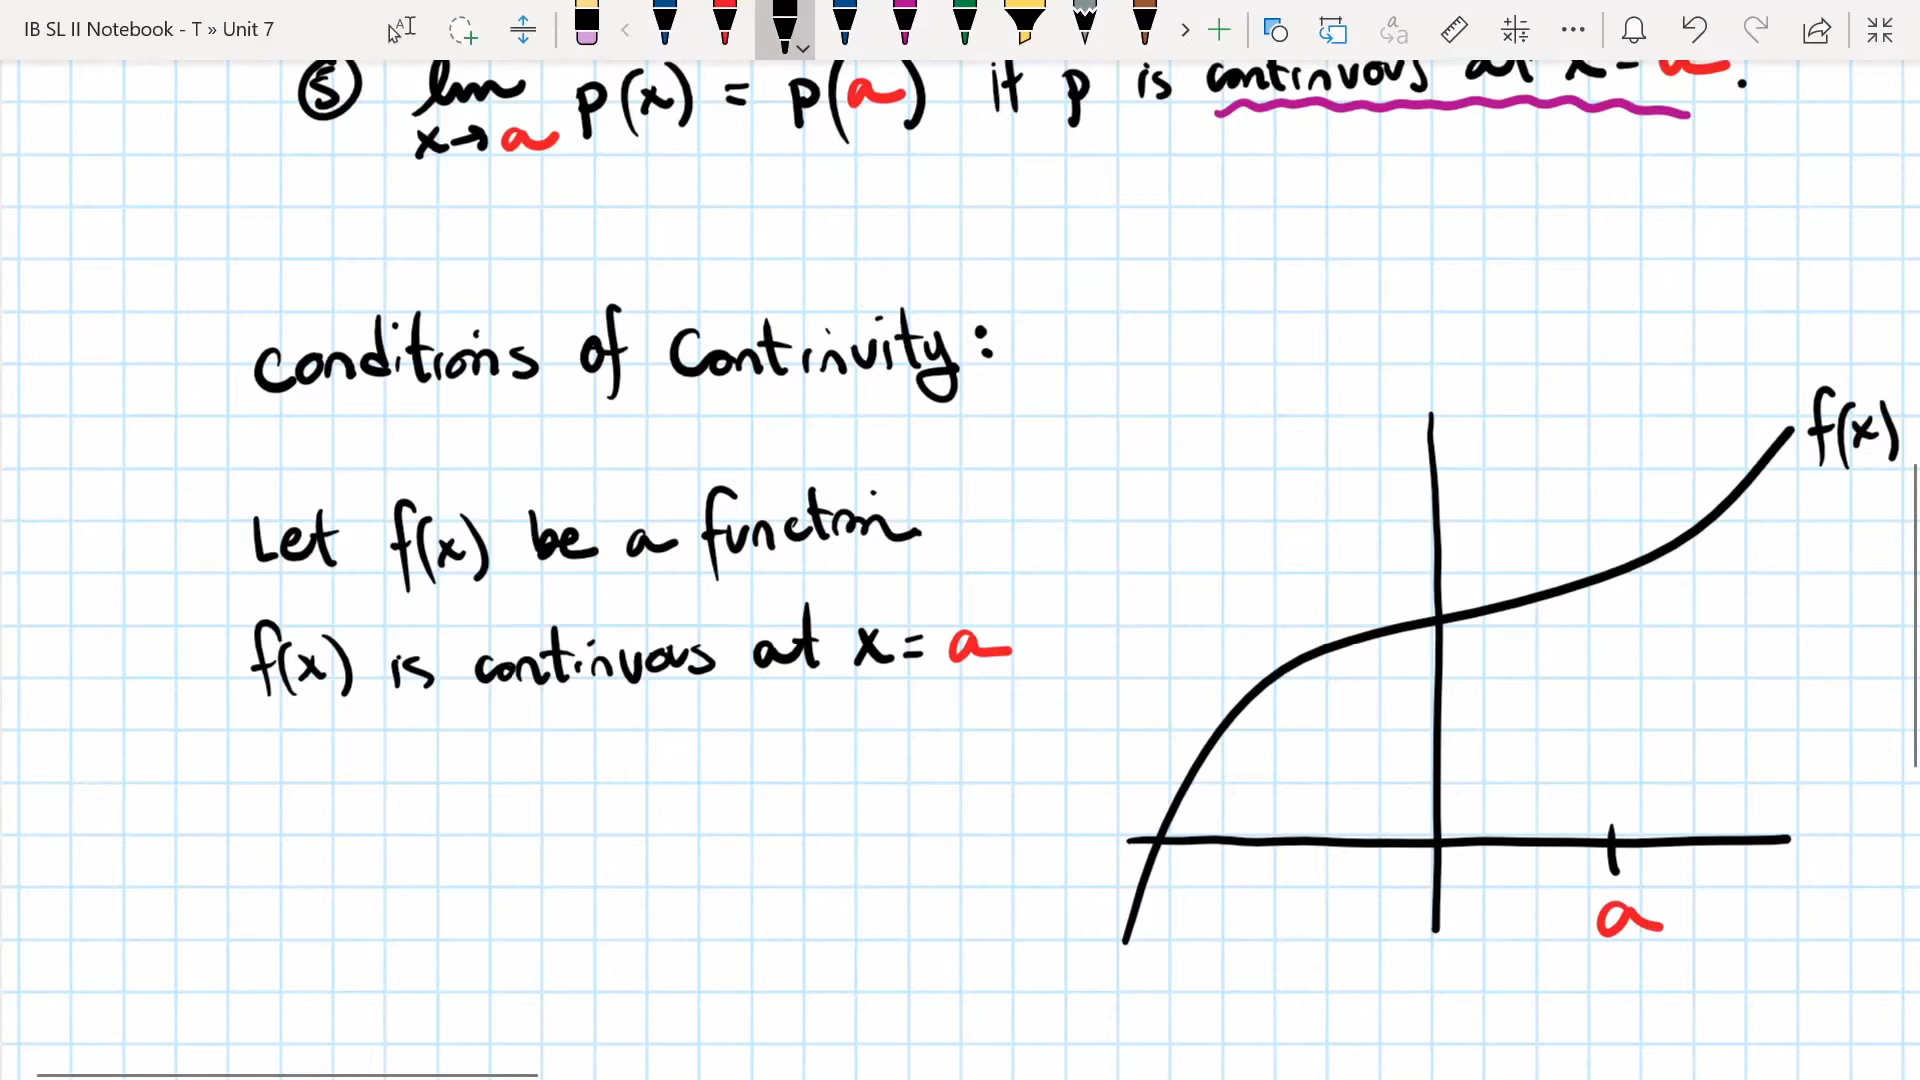 IB SL II Notebook - T » Unit 7
⑤ lim x→a p(x) = p(a) if p is continuous at x = a.
Conditions of Continuity:
f(x)
Let f(x) be a function
f(x) is continuous at x = a
a